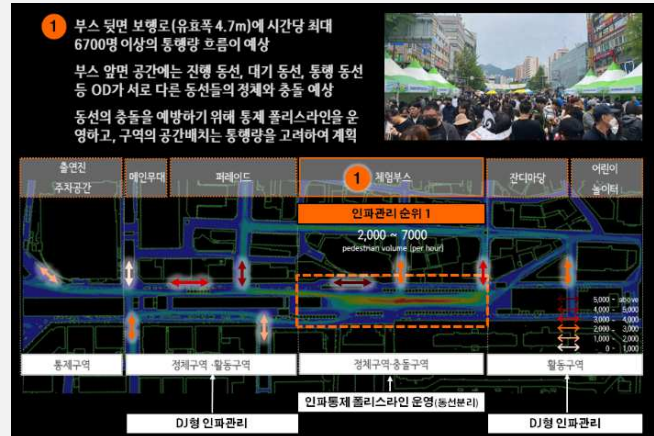 1
부스 뒷면 보행로(유효폭 4.7m)에 시간당 최대
6700명 이상의 통행량 흐름이 예상
부스 앞면 공간에는 진행 동선, 대기 동선, 통행 동선
등 OD가 서로 다른 동선들의 정체와 충돌 예상
동선의 충돌을 예방하기 위해 통제 폴리스라인을 운
영하고, 구역의 공간배치는 통행량을 고려하여 계획
출연진
주차공간
메인무대
퍼레이드
1
체험부스
잔디마당
어린이
놀이터
인파관리 순위 1
2,000 ~ 7000
pedestrian volume (per hour)
5,000 - above
4,000 - 5,000
3,000 - 4,000
2,000 - 3,000
1,000 - 2,000
0 - 1,000
통제구역
정체구역 -활동구역
정체구역-충돌구역
활동구역
인파통제 폴리스라인 운영(동선분리)
DJ형 인파관리
DJ형 인파관리